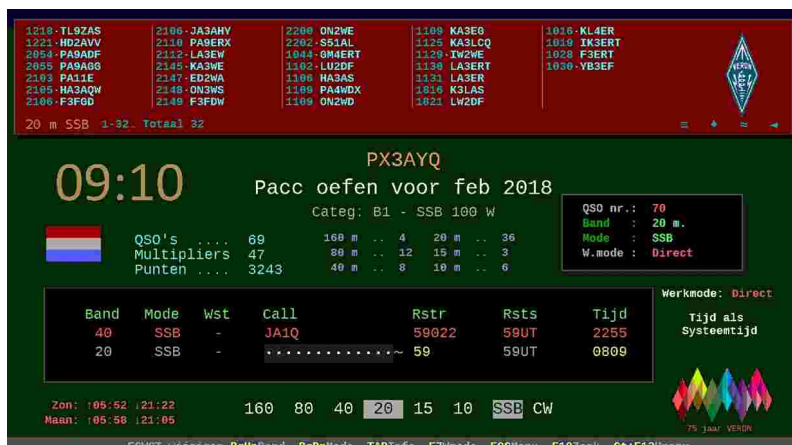 1218-TL9ZAS 2106-JA3AHY 2200 ON2WE 1109 KA3EG 1016-KL4ER
1221-HD2AVV 2110 PA9ERX 2202-S51AL 1125 KA3LCQ 1019 IK3ERT
2054-PA9ADF 2112-LA3EW 1044-GM4ERT 1129-IW2WE 1028 F3ERT
2055 PA9AGG 2145-KA3WE 1102-LU2DF 1130 LA3ERT 1030-YB3EF
2103 PA11E 2147-ED2WA 1106 HA3AS 1131 LA3ER
2105-HA3AQW 2148-ON3WS 1109 PA4WDX 1816 K3LAS
2106-F3FGD 2149 F3FDW 1109 ON2WD 1821 LW2DF
VERON
20 m SSB 1-32_ Totaal 32
PX3AYQ
09:10
Pacc oefen voor feb 2018
Categ: B1 - SSB 100 W
QSO nr.: 70
Band : 20 m.
Mode : SSB
W.mode : Direct
QSO's .... 69 160 m .. 4 20 m .. 36
Multipliers 47 80 m .. 12 15 m .. 3
Punten .... 3243 40 m .. 8 10 m .. 6
Werkmode: Direct
Tijd als
Systeemtijd
Band Mode Wst Call Rstr Rsts Tijd
40 SSB - JA1Q 59022 59UT 2255
20 SSB - .............~ 59 59UT 0809
Zon: ↑05:52 ↓21:22
Maan: ↑05:58 ↓21:05
160 80 40 20 15 10 SSB CW
75 jaar VERON